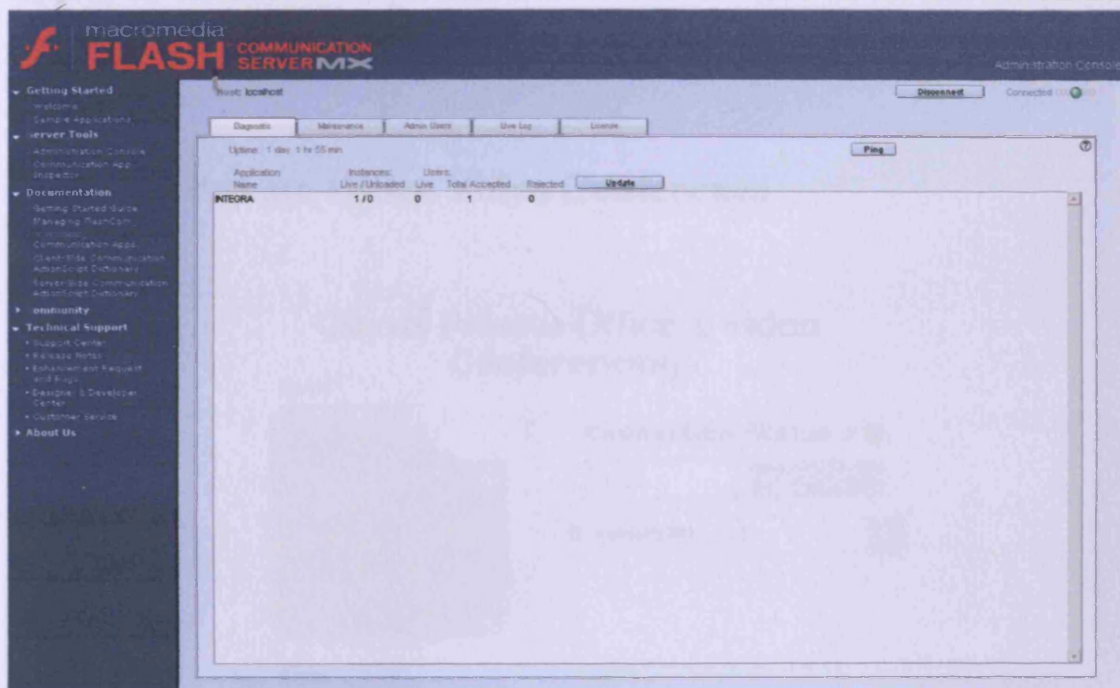 macromedia
FLASH COMMUNICATION SERVER MX
Administration Console
Getting Started
Welcome
Sample Applications
Server Tools
Administration Console
Communication App Inspector
Documentation
Getting Started Guide
Managing FlashCom
Communication Apps
Client-Side Communication
ActionScript Dictionary
Server-Side Communication
ActionScript Dictionary
ommunity
Technical Support
Support Center
Release Notes
Enhancement Request
and Bugs
Designer & Developer
Center
Customer Service
About Us
Host: localhost
Disconnect
Connected
Diagnostic Maintenance Admin Users Live Log License
Uptime: 1 day 1 hr 55 min
Ping
Application Instances: Users:
Name Live / Unloaded Live Total Accepted Rejected Update
INTEGRA 1 / 0 0 1 0